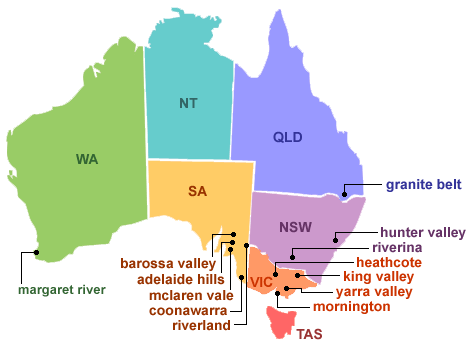 NT
QLD
WA
SA
granite belt
NSW
hunter valley
riverina
barossa valley
heathcote
adelaide hills
king valley
VIC
margaret river
yarra valley
mclaren vale
mornington
coonawarra
riverland
TAS